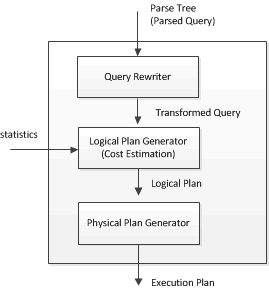 Parse Tree
(Parsed Query)
Query Rewriter
Transformed Query
statistics
Logical Plan Generator
(Cost Estimation)
Logical Plan
Physical Plan Generator
Execution Plan